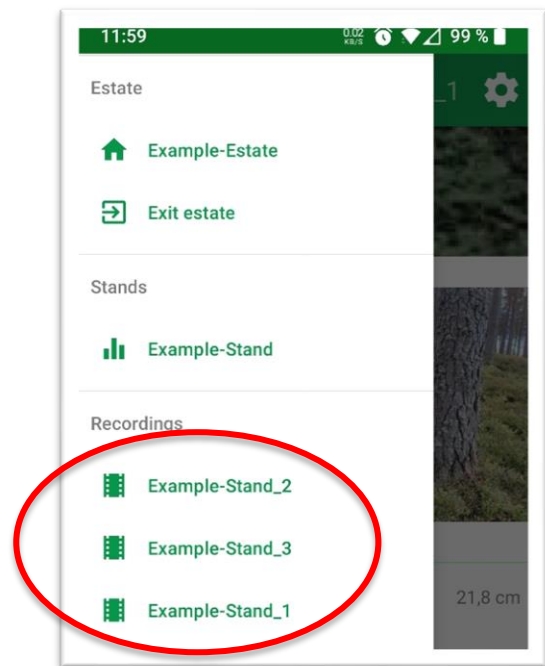 11:59 0.02 KB/S 99 %
Estate
_1
Example-Estate
Exit estate
Stands
Example-Stand
Recordings
Example-Stand_2
Example-Stand_3
Example-Stand_1
21,8 cm